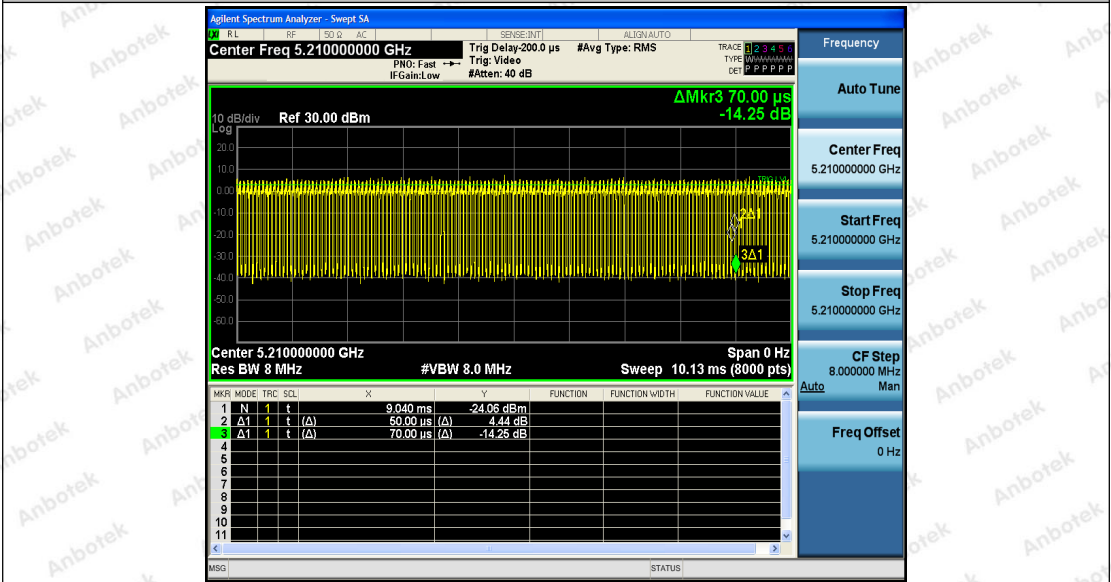 Agilent Spectrum Analyzer - Swept SA
RL RF 50 Ω AC SENSE:INT ALIGNAUTO
Center Freq 5.210000000 GHz
PNO: Fast
IFGain:Low
Trig Delay-200.0 µs
Trig: Video
#Atten: 40 dB
#Avg Type: RMS
TRACE 1 2 3 4 5 6
TYPE
DET P P P P P P
ΔMkr3 70.00 µs
-14.25 dB
10 dB/div Ref 30.00 dBm
Log
20.0
10.0
0.00
-10.0
-20.0
-30.0
-40.0
-50.0
-60.0
2Δ1
3Δ1
Center 5.210000000 GHz Span 0 Hz
Res BW 8 MHz #VBW 8.0 MHz Sweep 10.13 ms (8000 pts)
MKR MODE TRC SCL X Y FUNCTION FUNCTION WIDTH FUNCTION VALUE
1 N 1 t 9.040 ms -24.06 dBm
2 Δ1 1 t (Δ) 50.00 µs (Δ) 4.44 dB
3 Δ1 1 t (Δ) 70.00 µs (Δ) -14.25 dB
4
5
6
7
8
9
10
11
MSG STATUS
Frequency
Auto Tune
Center Freq
5.210000000 GHz
Start Freq
5.210000000 GHz
Stop Freq
5.210000000 GHz
CF Step
8.000000 MHz
Auto Man
Freq Offset
0 Hz
Anbotek